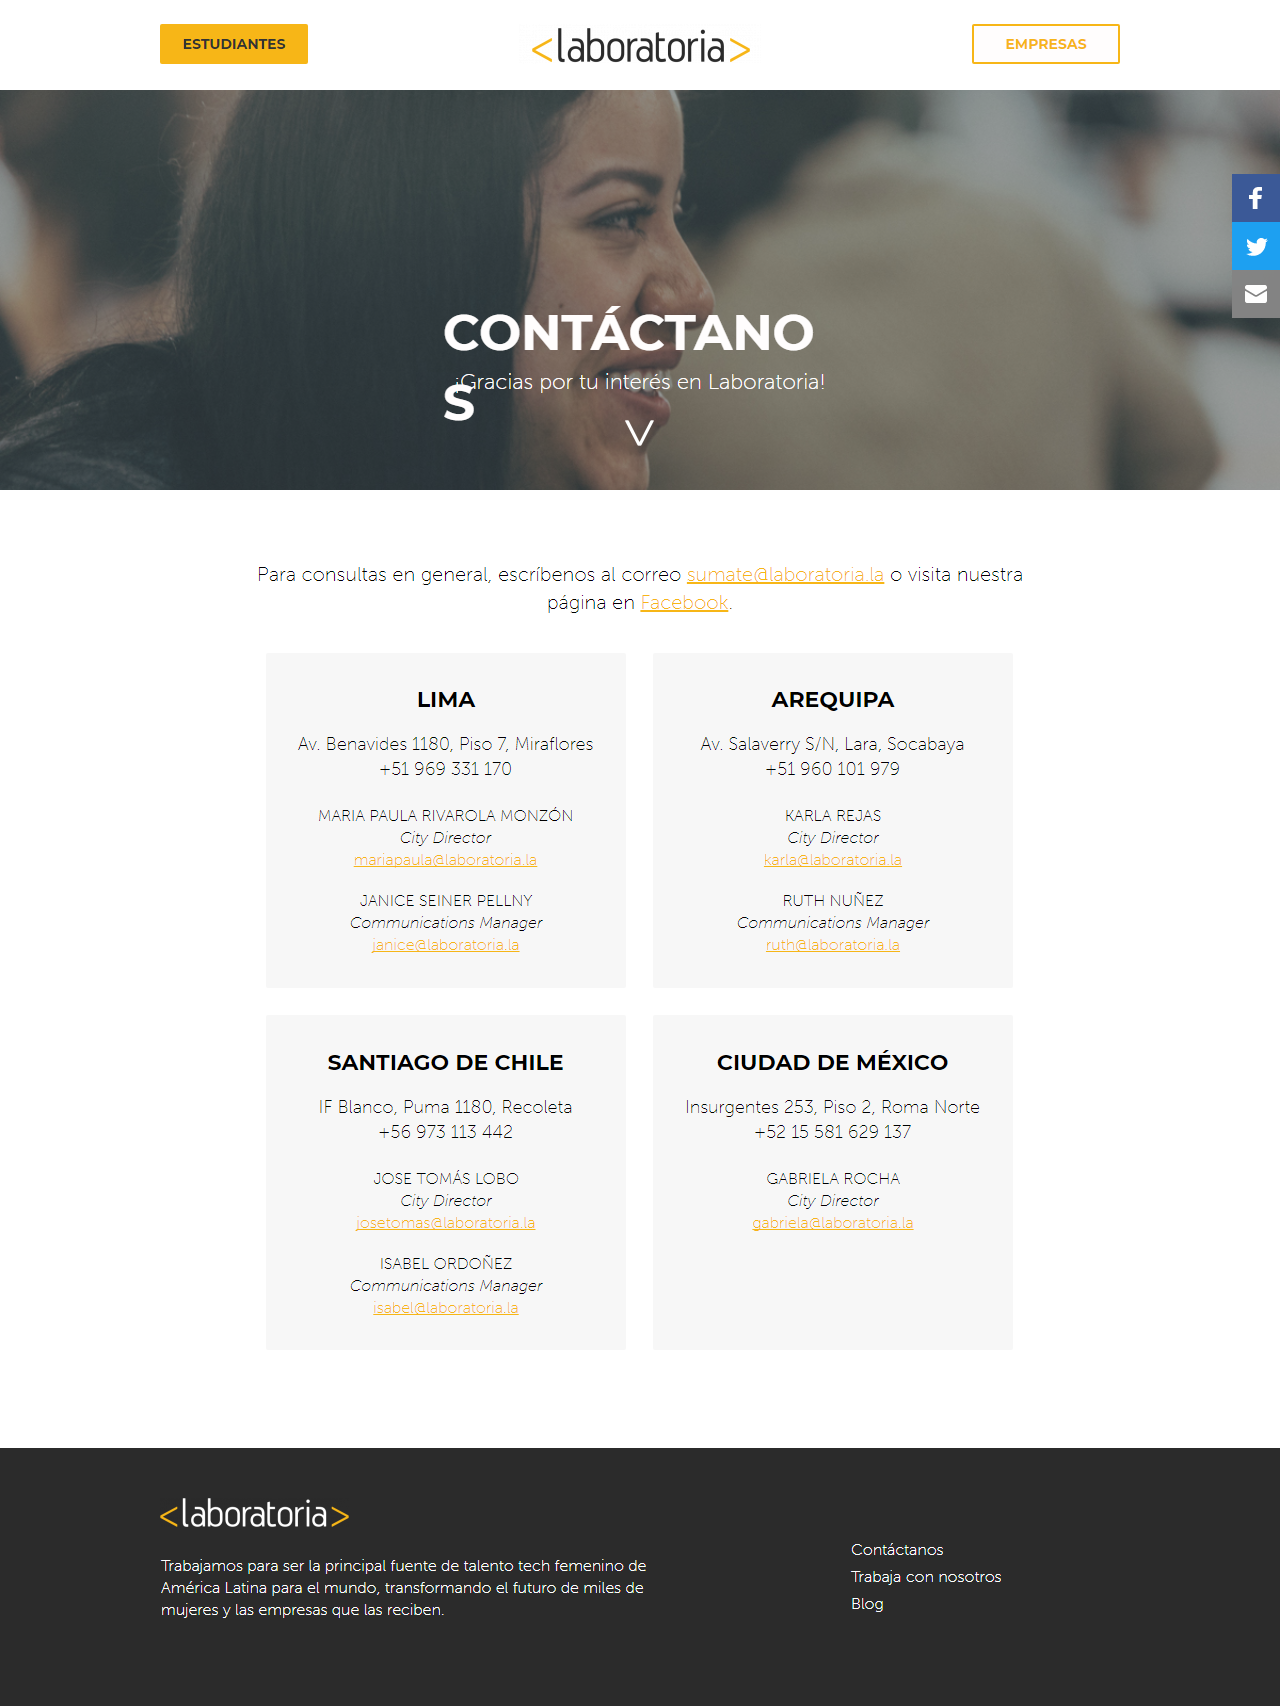 ESTUDIANTES
<laboratoria>
EMPRESAS
CONTÁCTANO
S
¡Gracias por tu interés en Laboratoria!
Para consultas en general, escríbenos al correo sumate@laboratoria.la o visita nuestra
página en Facebook.
LIMA
Av. Benavides 1180, Piso 7, Miraflores
+51 969 331 170
MARIA PAULA RIVAROLA MONZÓN
City Director
mariapaula@laboratoria.la
JANICE SEINER PELLNY
Communications Manager
janice@laboratoria.la
AREQUIPA
Av. Salaverry S/N, Lara, Socabaya
+51 960 101 979
KARLA REJAS
City Director
karla@laboratoria.la
RUTH NUÑEZ
Communications Manager
ruth@laboratoria.la
SANTIAGO DE CHILE
IF Blanco, Puma 1180, Recoleta
+56 973 113 442
JOSE TOMÁS LOBO
City Director
josetomas@laboratoria.la
ISABEL ORDOÑEZ
Communications Manager
isabel@laboratoria.la
CIUDAD DE MÉXICO
Insurgentes 253, Piso 2, Roma Norte
+52 15 581 629 137
GABRIELA ROCHA
City Director
gabriela@laboratoria.la
<laboratoria>
Trabajamos para ser la principal fuente de talento tech femenino de
América Latina para el mundo, transformando el futuro de miles de
mujeres y las empresas que las reciben.
Contáctanos
Trabaja con nosotros
Blog